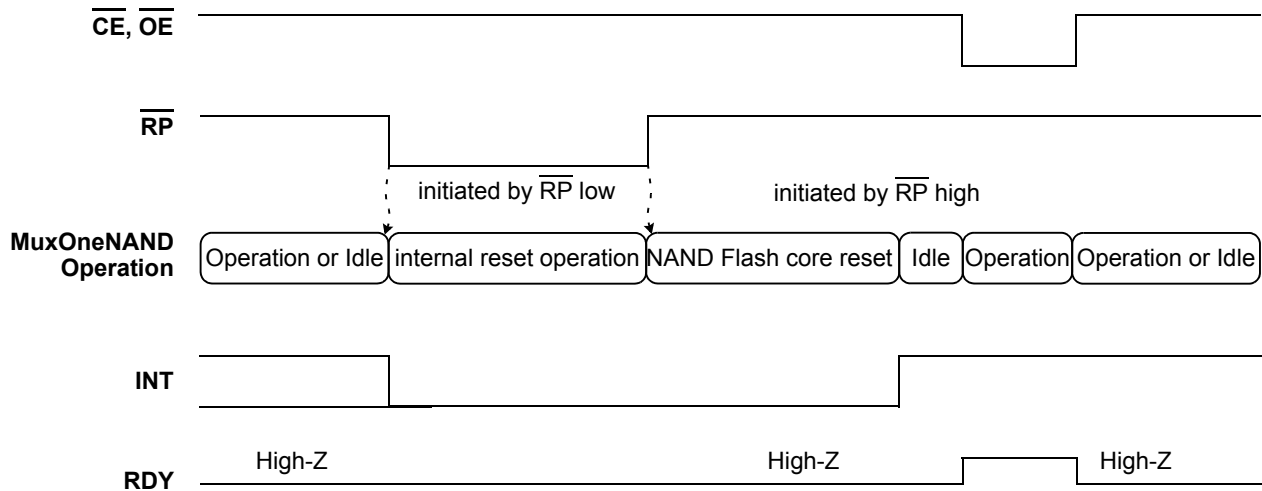 CE, OE
RP
initiated by RP low
initiated by RP high
MuxOneNAND
Operation
Operation or Idle
internal reset operation
NAND Flash core reset
Idle
Operation
Operation or Idle
INT
High-Z
High-Z
High-Z
RDY